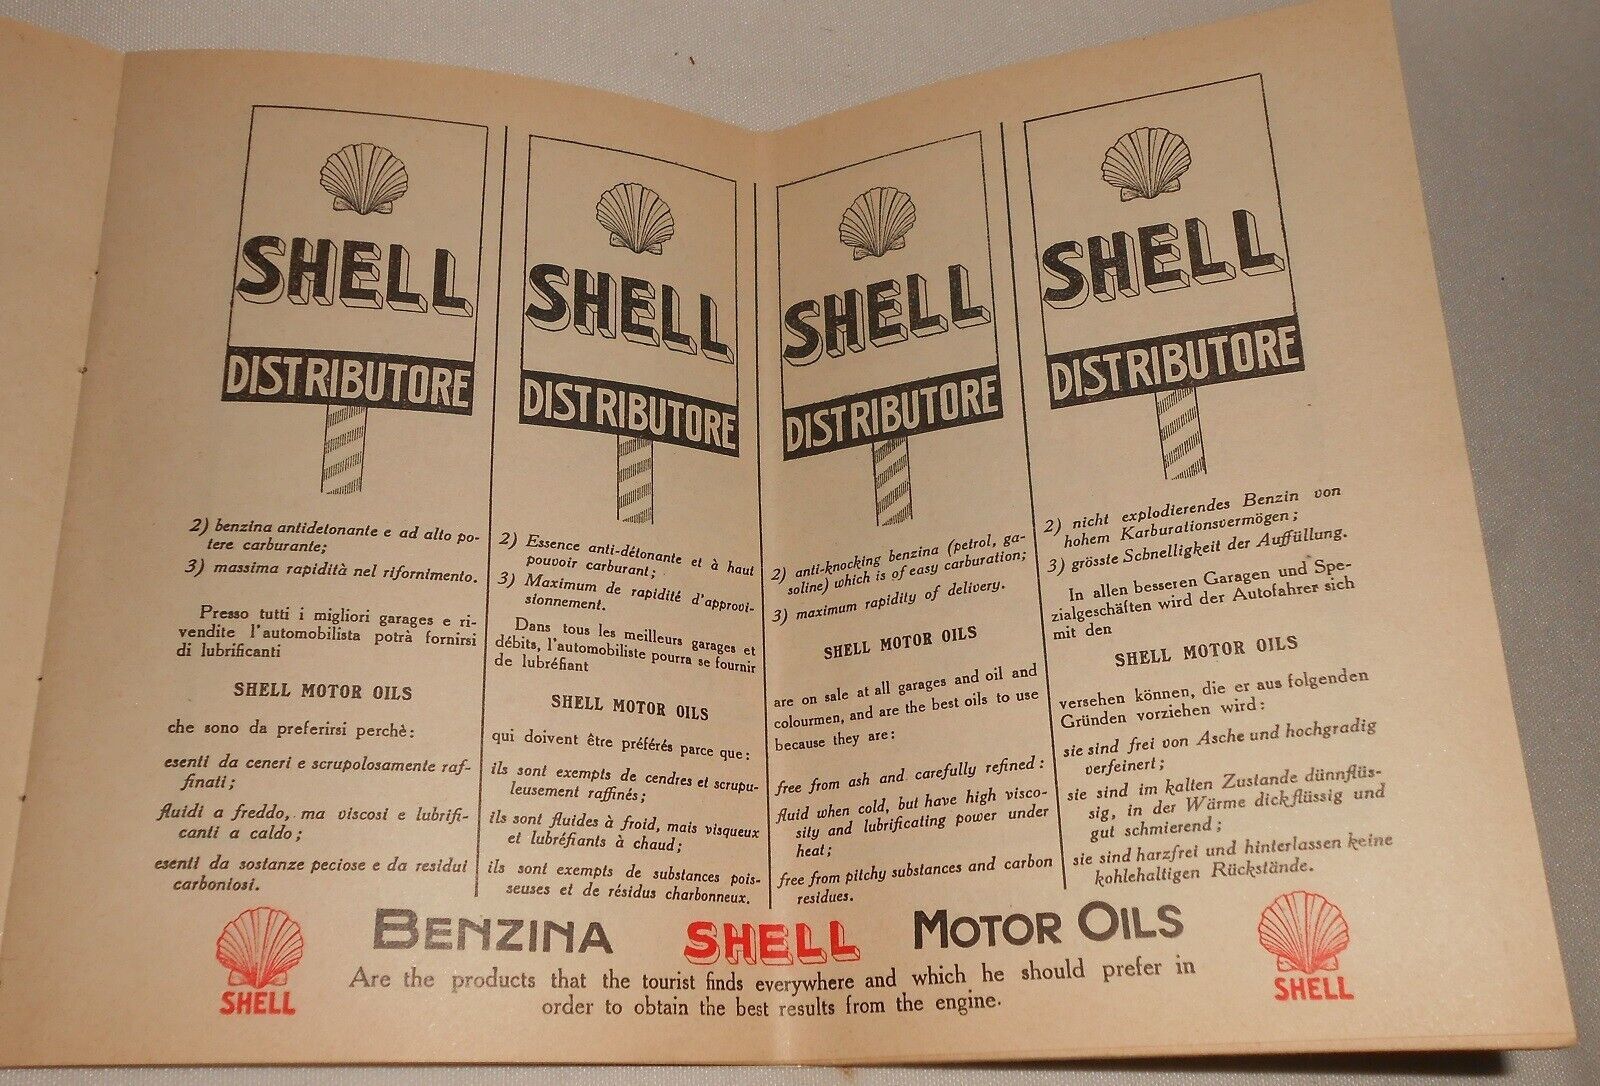 SHELL
DISTRIBUTORE
2) benzina antidetonante e ad alto po-
tere carburante;
3) massima rapidità nel rifornimento.
Presso tutti i migliori garages e ri-
vendite l'automobilista potrà fornirsi
di lubrificanti
SHELL MOTOR OILS
che sono da preferirsi perchè:
esenti da ceneri e scrupolosamente raf-
finati;
fluidi a freddo, ma viscosi e lubrifi-
canti a caldo;
esenti da sostanze peciose e da residui
carboniosi.
SHELL
DISTRIBUTORE
2) Essence anti-détonante et à haut
pouvoir carburant;
3) Maximum de rapidité d'approvi-
sionnement.
Dans tous les meilleurs garages et
débits, l'automobiliste pourra se fournir
de lubréfiant
SHELL MOTOR OILS
qui doivent être préférés parce que:
ils sont exempts de cendres et scrupu-
leusement raffinés;
ils sont fluides à froid, mais visqueux
et lubréfiants à chaud;
ils sont exempts de substances pois-
seuses et de résidus charbonneux.
SHELL
DISTRIBUTORE
2) anti-knocking benzina (petrol, ga-
soline) which is of easy carburation;
3) maximum rapidity of delivery.
SHELL MOTOR OILS
are on sale at all garages and oil and
colourmen, and are the best oils to use
because they are:
free from ash and carefully refined:
fluid when cold, but have high visco-
sity and lubrificating power under
heat;
free from pitchy substances and carbon
residues.
SHELL
DISTRIBUTORE
2) nicht explodierendes Benzin von
hohem Karburationsvermögen;
3) grösste Schnelligkeit der Auffüllung.
In allen besseren Garagen und Spe-
zialgeschäften wird der Autofahrer sich
mit den
SHELL MOTOR OILS
versehen können, die er aus folgenden
Gründen vorziehen wird:
sie sind frei von Asche und hochgradig
verfeinert;
sie sind im kalten Zustande dünnflüs-
sig, in der Wärme dickflüssig und
gut schmierend;
sie sind harzfrei und hinterlassen keine
kohlehaltigen Rückstände.
SHELL
BENZINA SHELL MOTOR OILS
Are the products that the tourist finds everywhere and which he should prefer in
order to obtain the best results from the engine.
SHELL